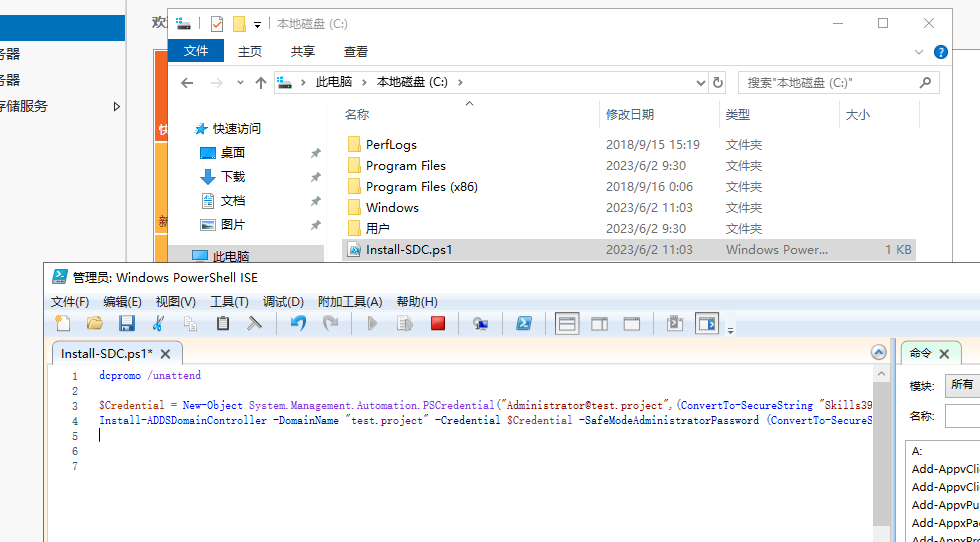 欢
本地磁盘 (C:)
文件 主页 共享 查看
务器
此电脑 本地磁盘 (C:) 搜索"本地磁盘 (C:)"
务器
存储服务
名称 修改日期 类型 大小
快速访问
快
桌面
PerfLogs 2018/9/15 15:19 文件夹
Program Files 2023/6/2 9:30 文件夹
下载
Program Files (x86) 2018/9/16 0:06 文件夹
文档
Windows 2023/6/2 11:03 文件夹
新
图片
用户 2023/6/2 9:30 文件夹
此电脑
Install-SDC.ps1 2023/6/2 11:03 Windows Power... 1 KB
管理员: Windows PowerShell ISE
文件(F) 编辑(E) 视图(V) 工具(T) 调试(D) 附加工具(A) 帮助(H)
Install-SDC.ps1* 命令
1 dcpromo /unattend
模块: 所有
2
3 $Credential = New-Object System.Management.Automation.PSCredential("Administrator@test.project",(ConvertTo-SecureString "Skills39
名称:
4 Install-ADDSDomainController -DomainName "test.project" -Credential $Credential -SafeModeAdministratorPassword (ConvertTo-SecureS
5
6
7
A:
Add-AppvCli
Add-AppvCli
Add-AppvPu
Add-AppxPa
Add-AppxPro